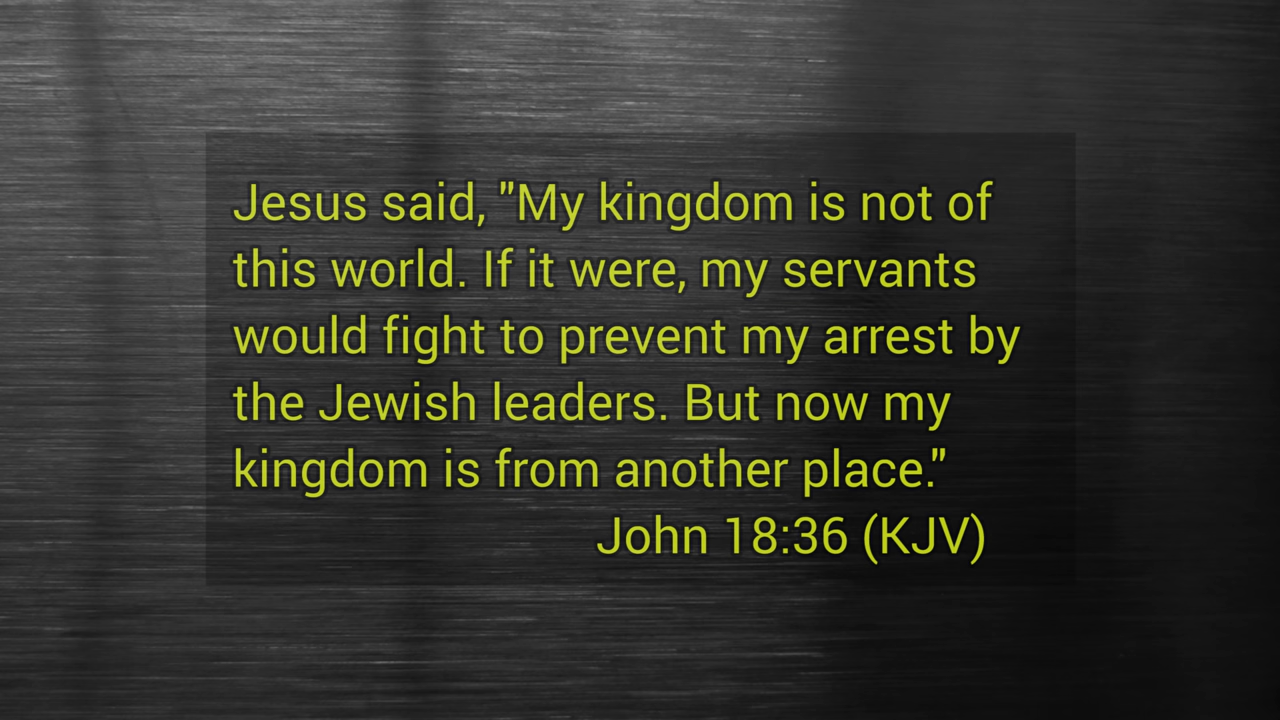 Jesus said, "My kingdom is not of
this world. If it were, my servants
would fight to prevent my arrest by
the Jewish leaders. But now my
kingdom is from another place."
John 18:36 (KJV)